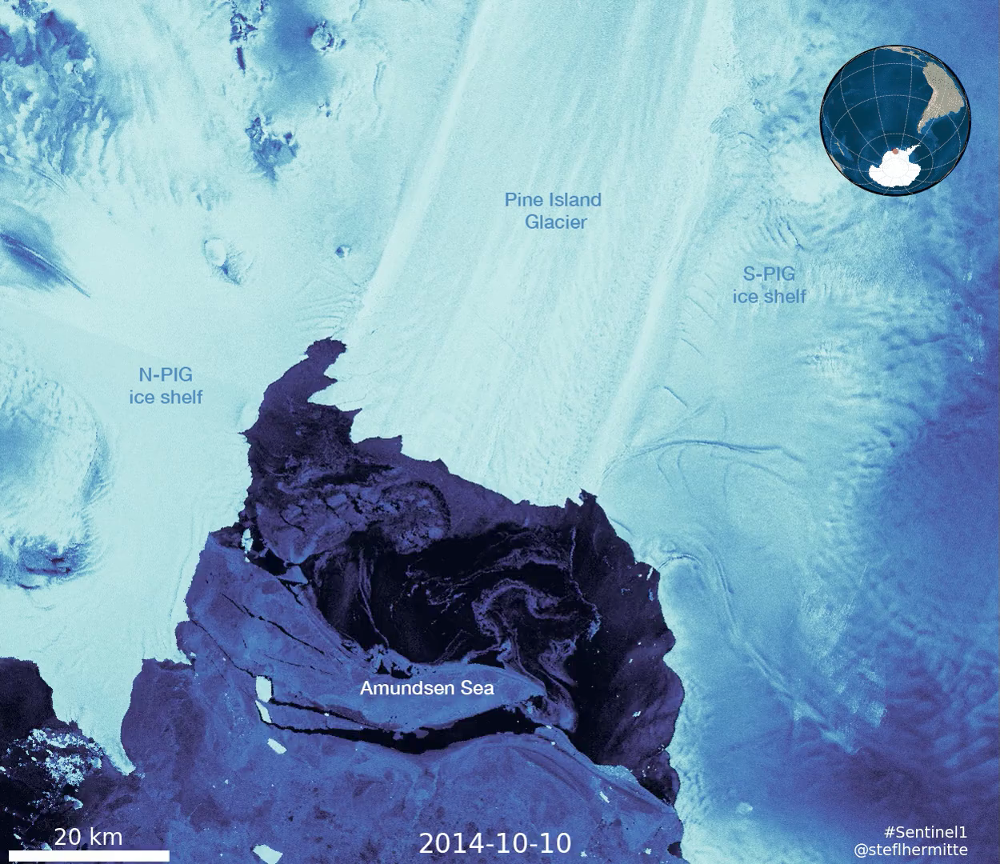 Pine Island
Glacier
S-PIG
ice shelf
N-PIG
ice shelf
Amundsen Sea
20 km
2014-10-10
#Sentinel1
@steflhermitte